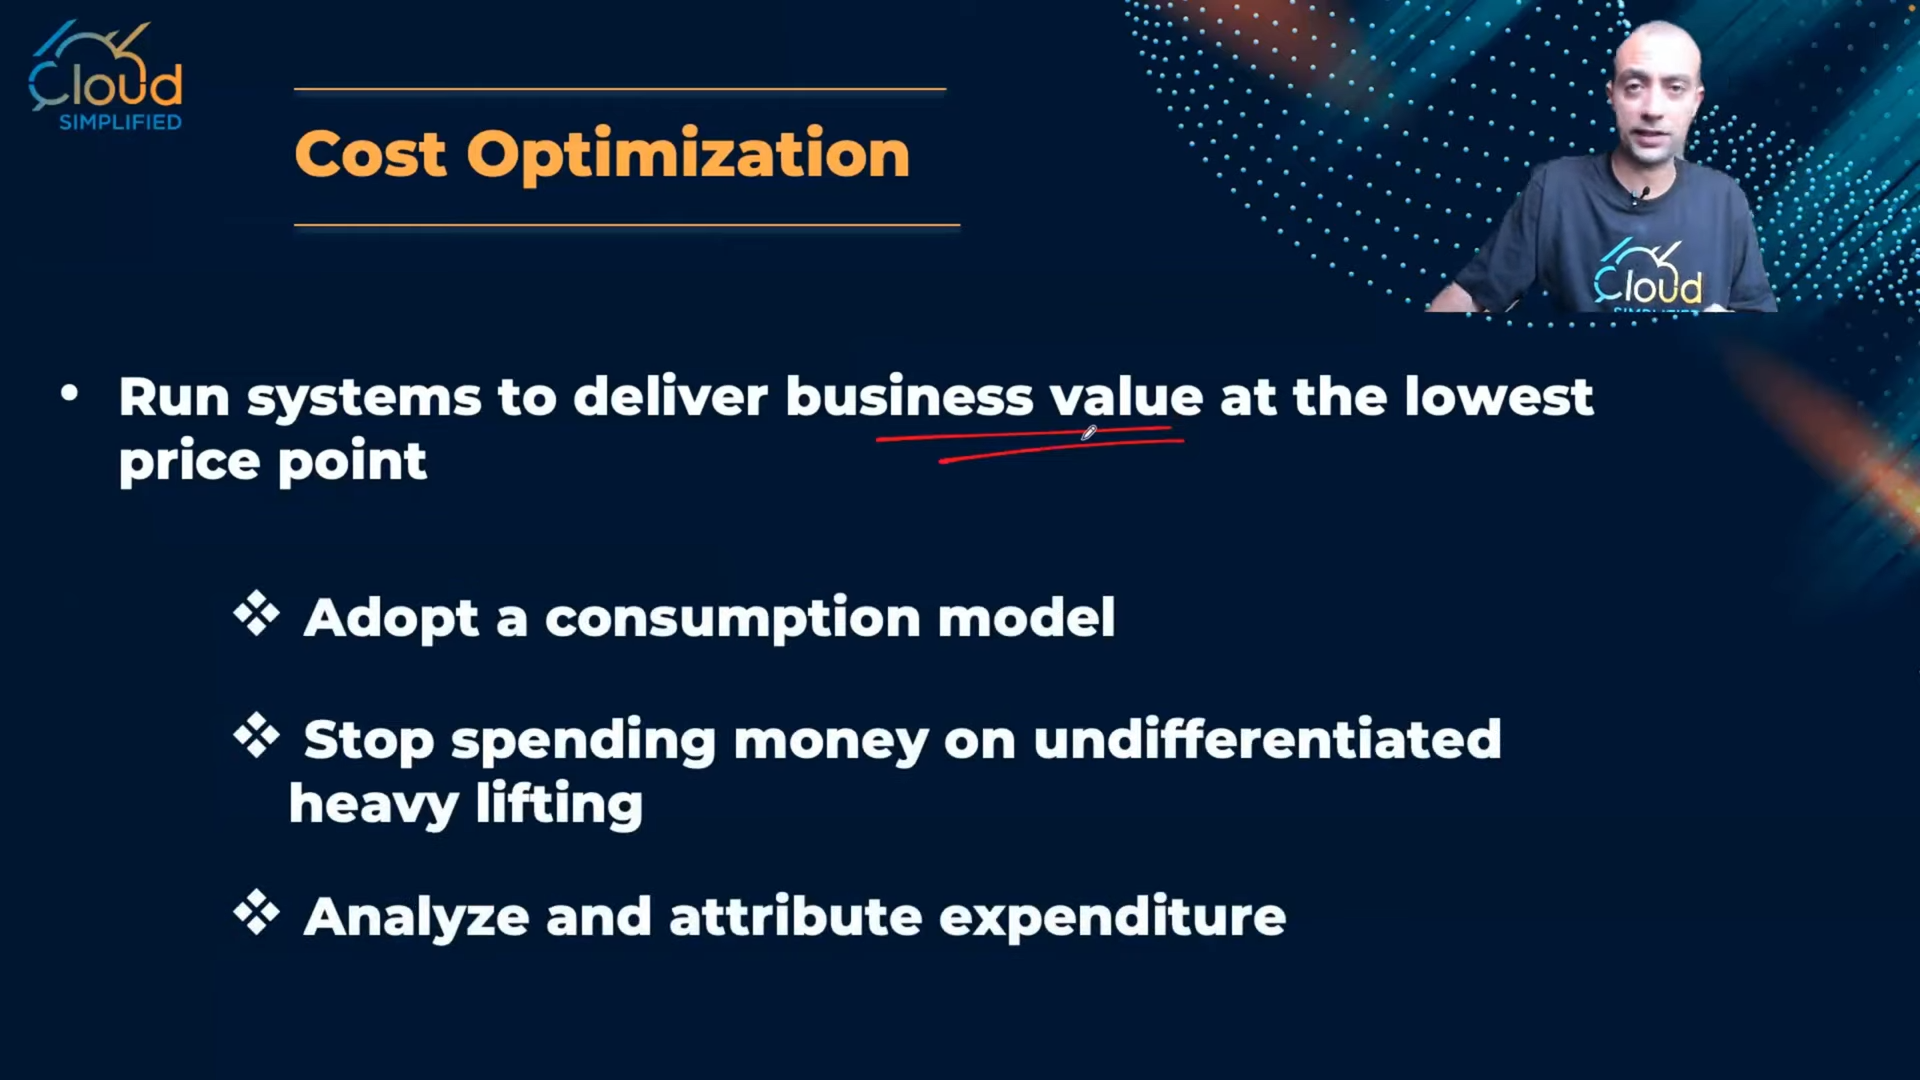 Cloud
SIMPLIFIED
Cost Optimization
Cloud
SIMPLIFIED
• Run systems to deliver business value at the lowest
price point
❖ Adopt a consumption model
❖ Stop spending money on undifferentiated
heavy lifting
❖ Analyze and attribute expenditure